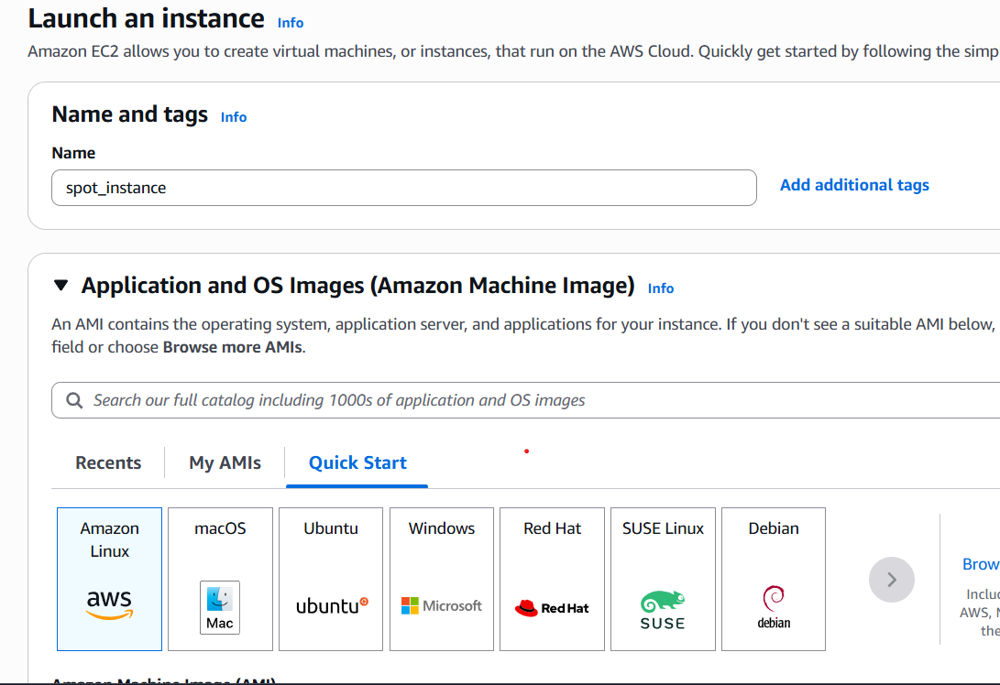 Launch an instance Info
Amazon EC2 allows you to create virtual machines, or instances, that run on the AWS Cloud. Quickly get started by following the simp
Name and tags Info
Name
spot_instance
Add additional tags
Application and OS Images (Amazon Machine Image) Info
An AMI contains the operating system, application server, and applications for your instance. If you don't see a suitable AMI below,
field or choose Browse more AMIs.
Search our full catalog including 1000s of application and OS images
Recents
My AMIs
Quick Start
Amazon
Linux
aws
macOS
Mac
Ubuntu
ubuntu
Windows
Microsoft
Red Hat
Red Hat
SUSE Linux
SUSE
Debian
debian
Brow
Includ
AWS, M
the
Amazon Machine Image (AMI)